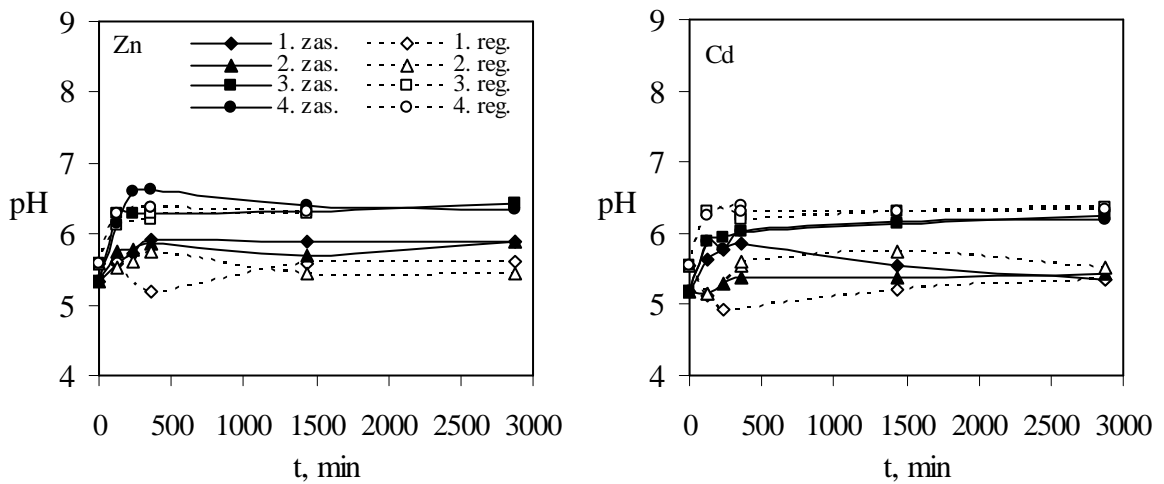 Zn
1. zas.
2. zas.
3. zas.
4. zas.
1. reg.
2. reg.
3. reg.
4. reg.
9
8
7
6
5
4
pH
0 500 1000 1500 2000 2500 3000
t, min
Cd
9
8
7
6
5
4
pH
0 500 1000 1500 2000 2500 3000
t, min